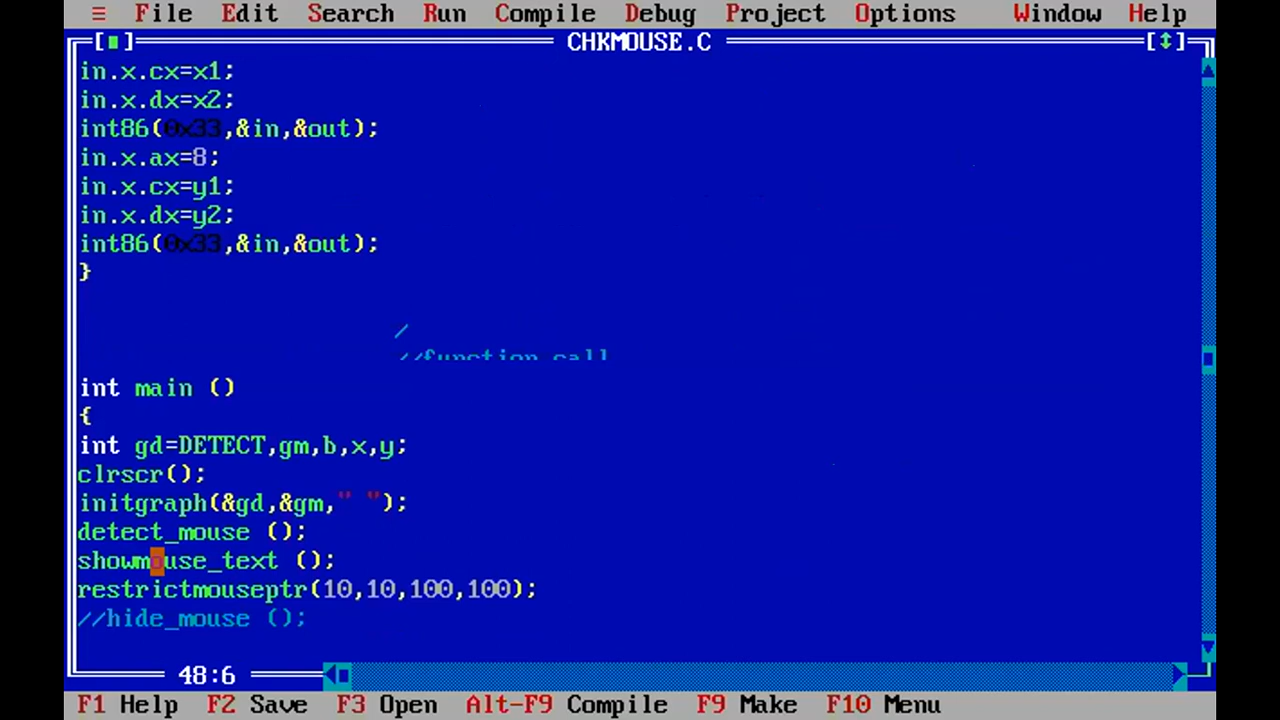 ≡ File Edit Search Run Compile Debug Project Options Window Help
CHKMOUSE.C
in.x.cx=x1;
in.x.dx=x2;
int86(0x33,&in,&out);
in.x.ax=8;
in.x.cx=y1;
in.x.dx=y2;
int86(0x33,&in,&out);
}
/
//function call
int main ()
{
int gd=DETECT,gm,b,x,y;
clrscr();
initgraph(&gd,&gm," ");
detect_mouse ();
showmouse_text ();
restrictmouseptr(10,10,100,100);
//hide_mouse ();
48:6
F1 Help F2 Save F3 Open Alt-F9 Compile F9 Make F10 Menu